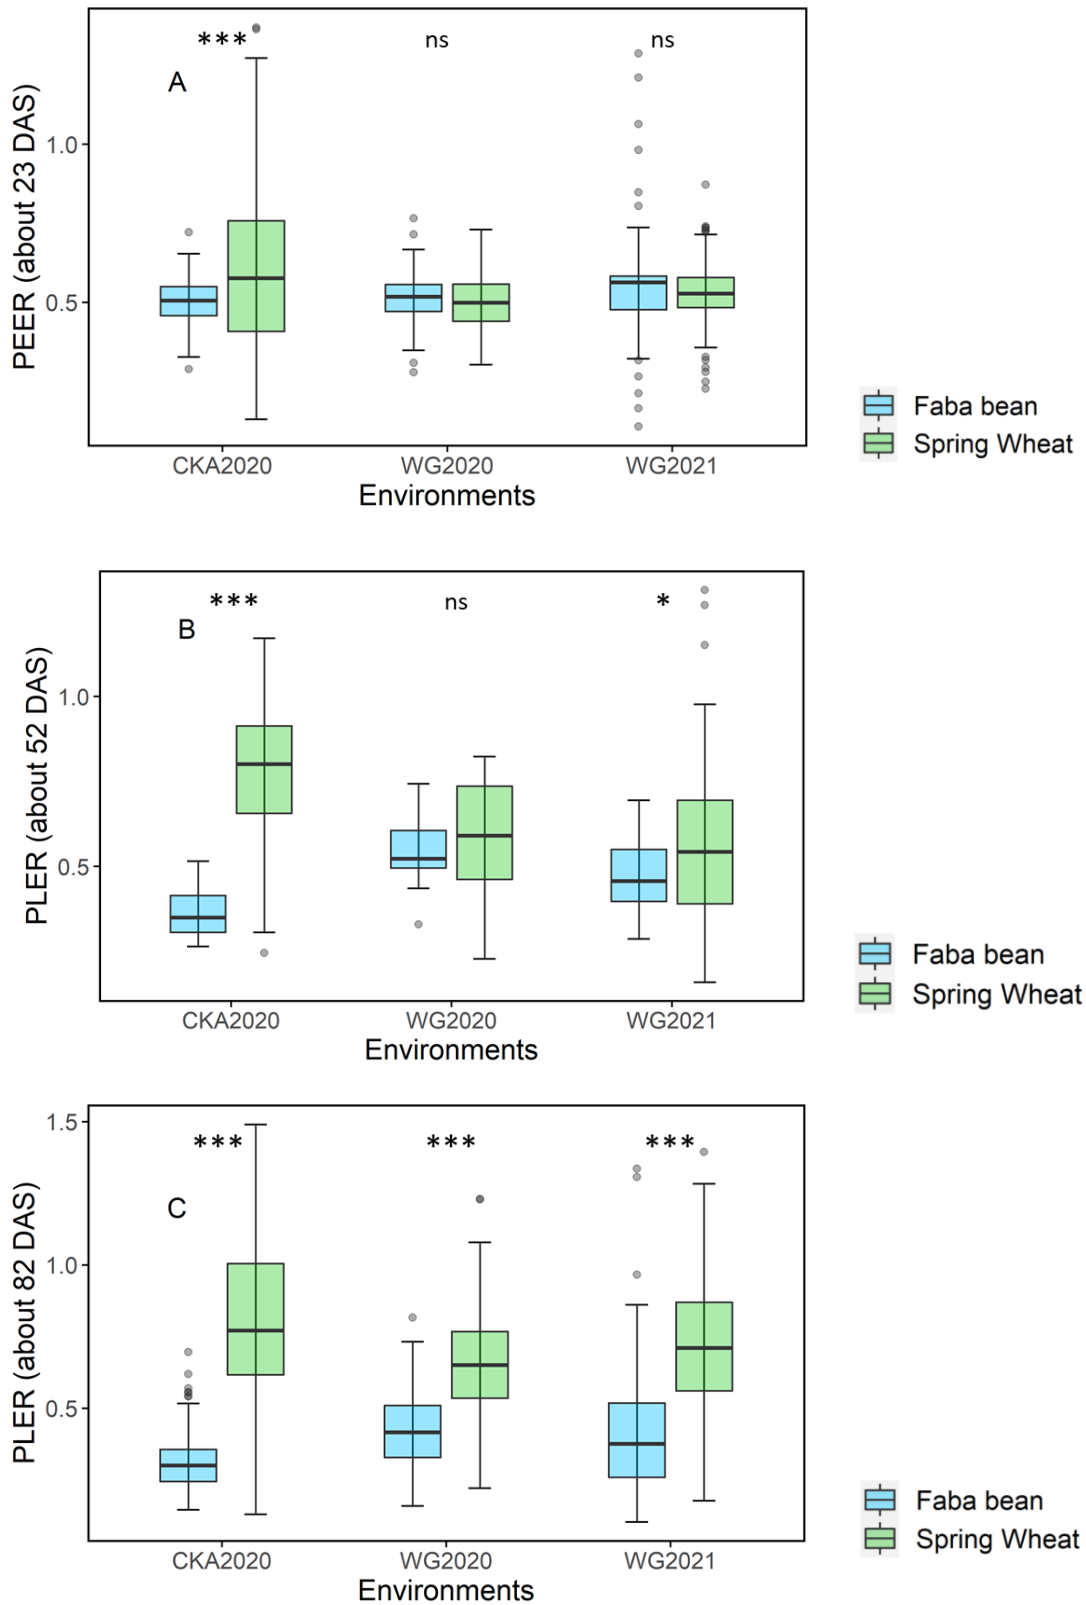 *** ns ns
A
PEER (about 23 DAS)
1.0
0.5
CKA2020 WG2020 WG2021
Environments
Faba bean
Spring Wheat
*** ns *
B
PLER (about 52 DAS)
1.0
0.5
CKA2020 WG2020 WG2021
Environments
Faba bean
Spring Wheat
1.5
*** *** ***
C
PLER (about 82 DAS)
1.0
0.5
CKA2020 WG2020 WG2021
Environments
Faba bean
Spring Wheat